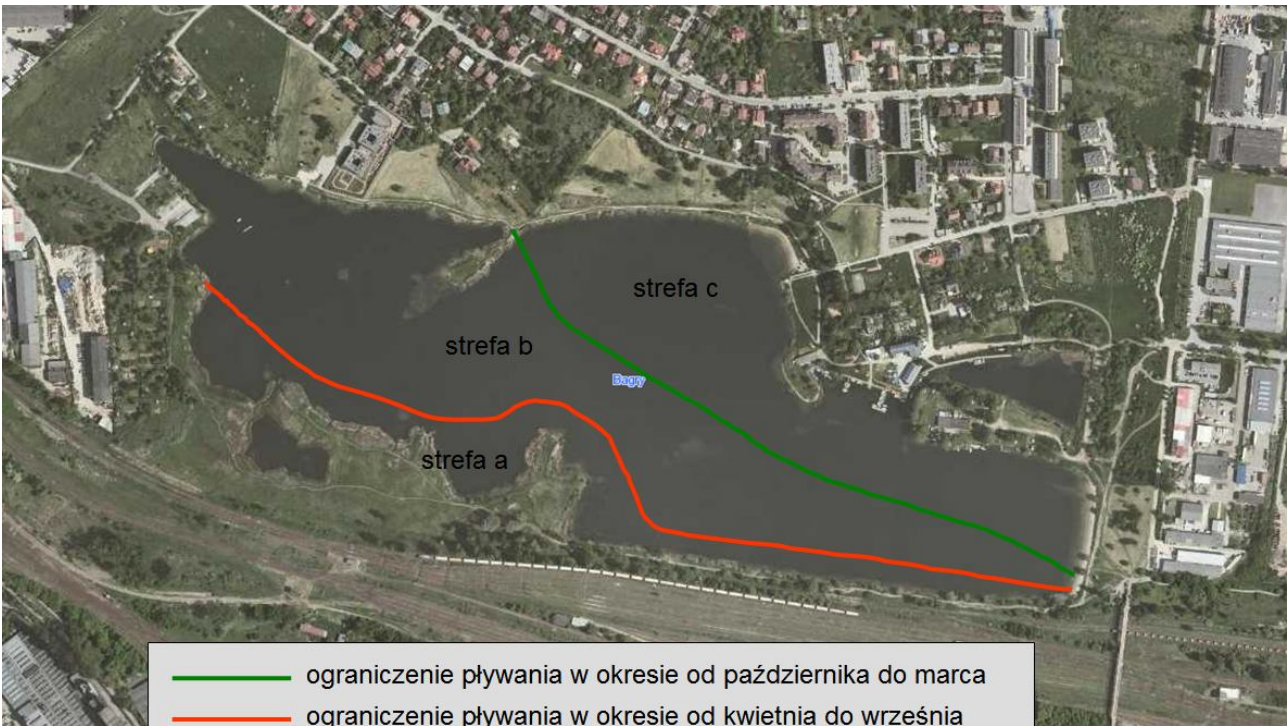 strefa c
strefa b
Bagry
strefa a
ograniczenie pływania w okresie od października do marca
ograniczenie pływania w okresie od kwietnia do września